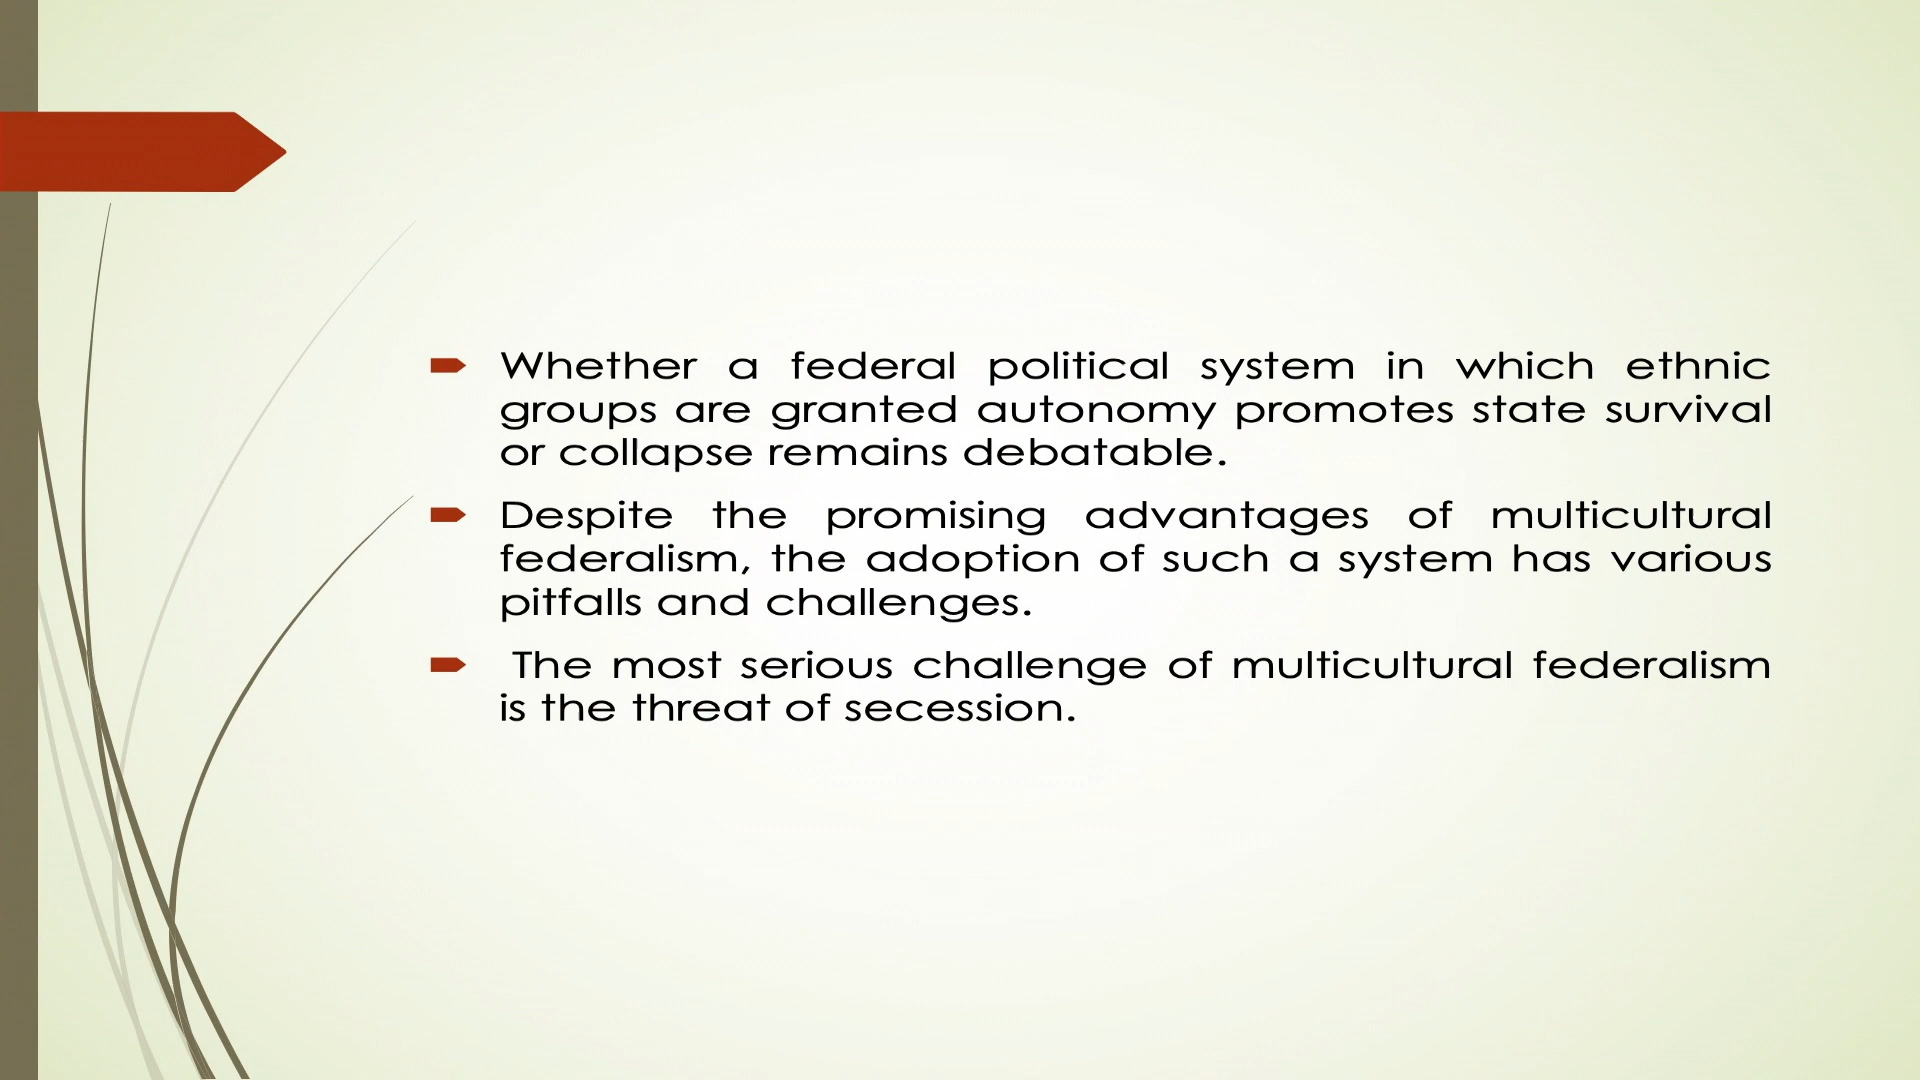 Whether a federal political system in which ethnic
groups are granted autonomy promotes state survival
or collapse remains debatable.
Despite the promising advantages of multicultural
federalism, the adoption of such a system has various
pitfalls and challenges.
The most serious challenge of multicultural federalism
is the threat of secession.